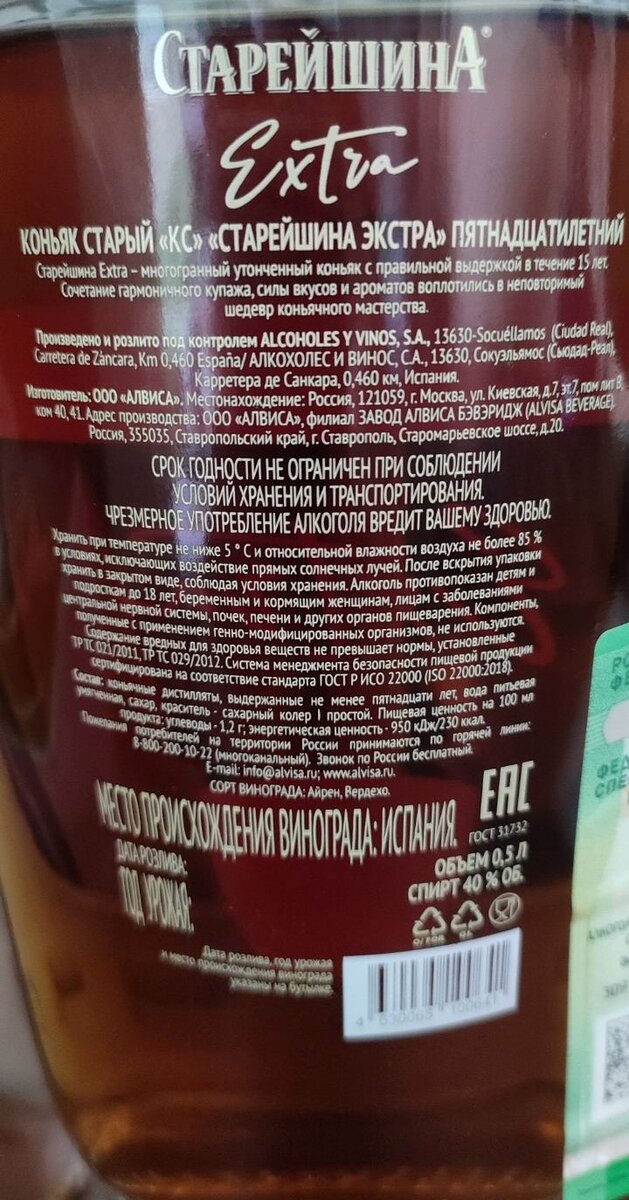 СТАРЕЙШИНА®
Extra
КОНЬЯК СТАРЫЙ «КС» «СТАРЕЙШИНА ЭКСТРА» ПЯТНАДЦАТИЛЕТНИЙ
Старейшина Extra – многогранный утонченный коньяк с правильной выдержкой в течение 15 лет.
Сочетание гармоничного купажа, силы вкусов и ароматов воплотились в неповторимый
шедевр коньячного мастерства.
Произведено и розлито под контролем ALCOHOLES Y VINOS, S.A., 13630-Socuéllamos (Ciudad Real),
Carretera de Záncara, Km 0,460 España/ АЛКОХОЛЕС И ВИНОС, С.А., 13630, Сокуэльямос (Сьюдад-Реал),
Карретера де Санкара, 0,460 км, Испания.
Изготовитель: ООО «АЛВИСА». Местонахождение: Россия, 121059, г. Москва, ул. Киевская, д.7, эт.7, пом литВ,
ком 40, 41. Адрес производства: ООО «АЛВИСА», филиал ЗАВОД АЛВИСА БЭВЭРИДЖ (ALVISA BEVERAGE),
Россия, 355035, Ставропольский край, г. Ставрополь, Старомарьевское шоссе, д.20.
СРОК ГОДНОСТИ НЕ ОГРАНИЧЕН ПРИ СОБЛЮДЕНИИ
УСЛОВИЙ ХРАНЕНИЯ И ТРАНСПОРТИРОВАНИЯ.
ЧРЕЗМЕРНОЕ УПОТРЕБЛЕНИЕ АЛКОГОЛЯ ВРЕДИТ ВАШЕМУ ЗДОРОВЬЮ.
Хранить при температуре не ниже 5 °С и относительной влажности воздуха не более 85 %
в условиях, исключающих воздействие прямых солнечных лучей. После вскрытия упаковки
хранить в закрытом виде, соблюдая условия хранения. Алкоголь противопоказан детям и
подросткам до 18 лет, беременным и кормящим женщинам, лицам с заболеваниями
центральной нервной системы, почек, печени и других органов пищеварения. Компоненты,
полученные с применением генно-модифицированных организмов, не используются.
Содержание вредных для здоровья веществ не превышает нормы, установленные
ТР ТС 021/2011, ТР ТС 029/2012. Система менеджмента безопасности пищевой продукции
сертифицирована на соответствие стандарта ГОСТ Р ИСО 22000 (ISO 22000:2018).
Состав: коньячные дистилляты, выдержанные не менее пятнадцати лет, вода питьевая
умягченная, сахар, краситель - сахарный колер I простой. Пищевая ценность на 100 мл
продукта: углеводы - 1,2 г; энергетическая ценность - 950 кДж/230 ккал.
Пожелания потребителей на территории России принимаются по горячей линии:
8-800-200-10-22 (многоканальный). Звонок по России бесплатный.
E-mail: info@alvisa.ru; www.alvisa.ru.
СОРТ ВИНОГРАДА: Айрен, Вердехо.
МЕСТО ПРОИСХОЖДЕНИЯ ВИНОГРАДА: ИСПАНИЯ.
EAC
ГОСТ 31732
ДАТА РОЗЛИВА:
ГОД УРОЖАЯ:
ОБЪЕМ 0,5 Л
СПИРТ 40 % ОБ.
Дата розлива, год урожая
и место происхождения винограда
указаны на бутылке.